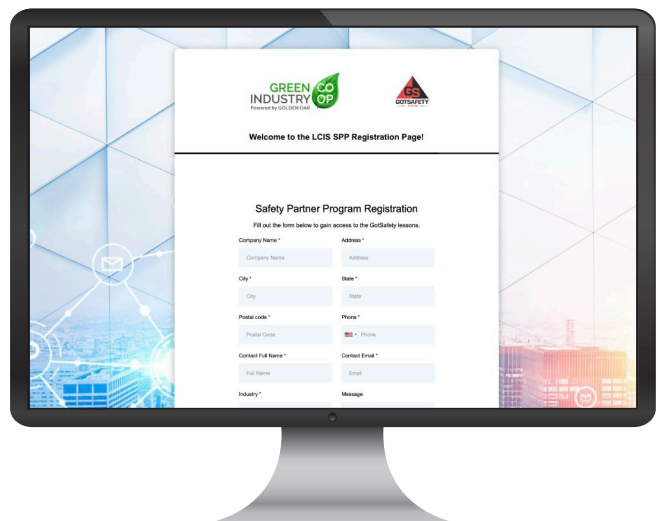 GREEN CO
INDUSTRY OP
Powered by GOLDEN OAK
GS
GOTSAFETY
Welcome to the LCIS SPP Registration Page!
Safety Partner Program Registration
Fill out the form below to gain access to the GotSafety lessons.
Company Name * Address *
Company Name Address
City * State *
City State
Postal code * Phone *
Postal Code Phone
Contact Full Name * Contact Email *
Full Name Email
Industry * Message